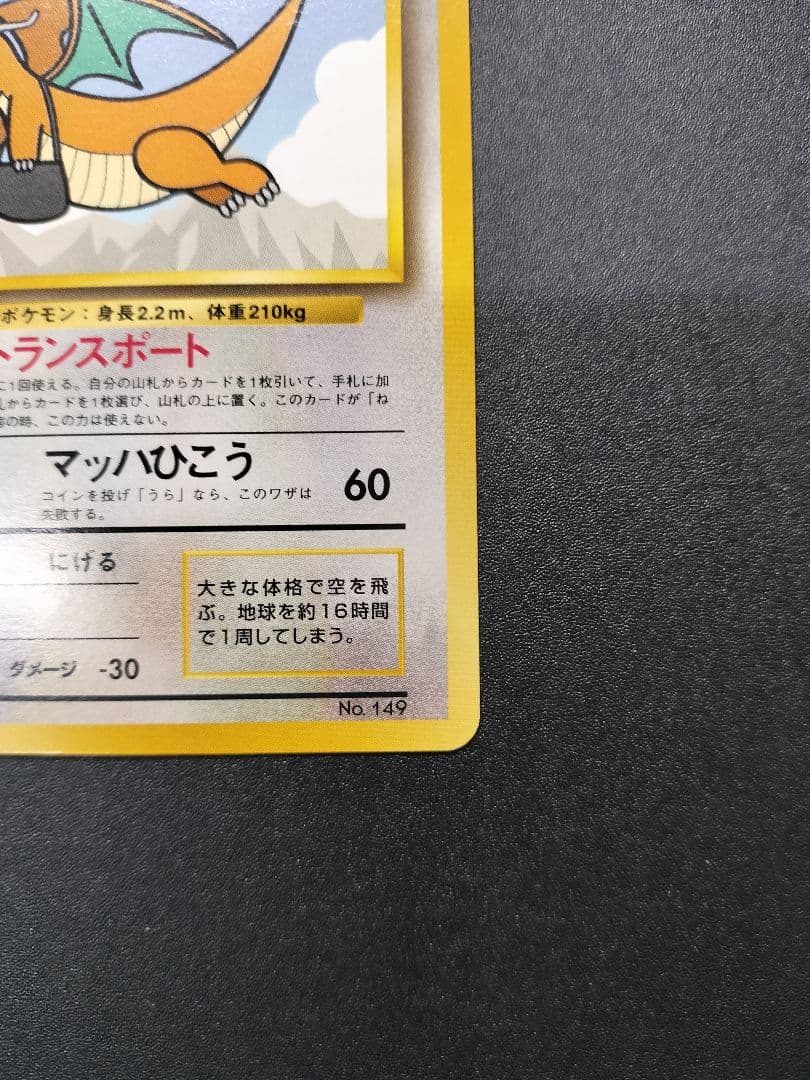 ポケモン：身長2.2m、体重210kg
トランスポート
に1回使える。自分の山札からカードを1枚引いて、手札に加
札からカードを1枚選び、山札の上に置く。このカードが「ね
の時、この力は使えない。
マッハひこう
60
コインを投げ「うら」なら、このワザは
失敗する。
にげる
大きな体格で空を飛
ぶ。地球を約16時間
で1周してしまう。
ダメージ -30
No. 149